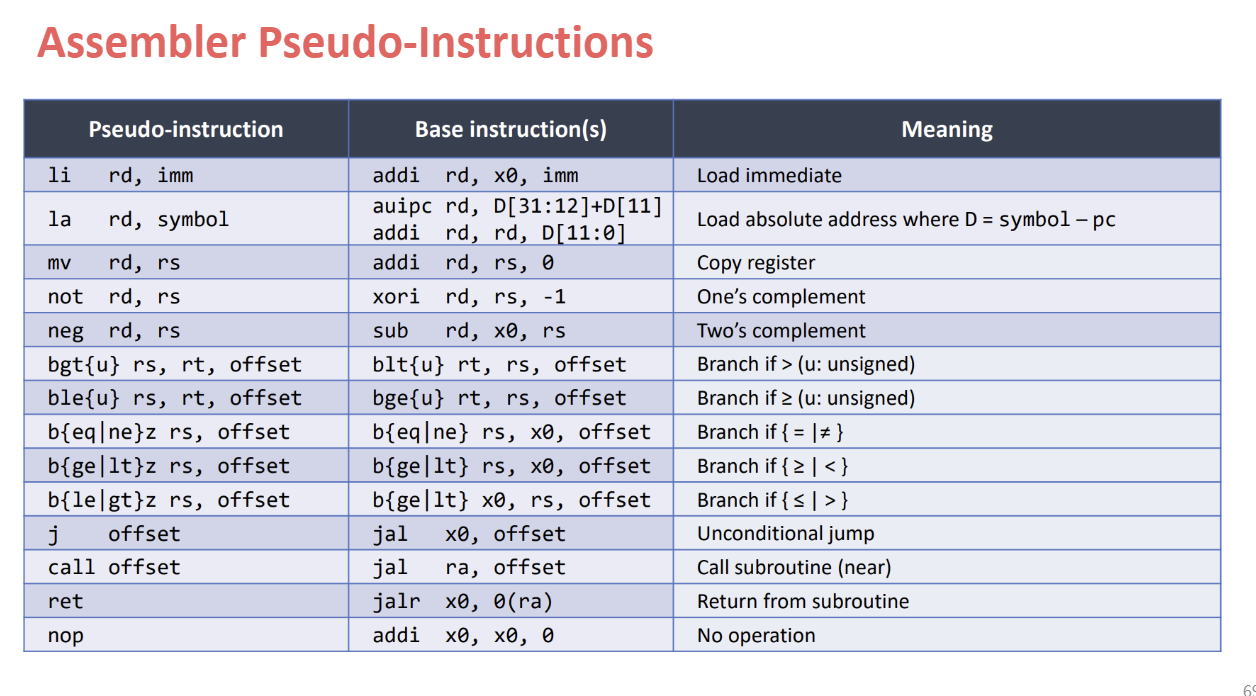 Assembler Pseudo-Instructions
Pseudo-instruction Base instruction(s) Meaning
li rd, imm addi rd, x0, imm Load immediate
la rd, symbol auipc rd, D[31:12]+D[11] Load absolute address where D = symbol – pc
addi rd, rd, D[11:0]
mv rd, rs addi rd, rs, 0 Copy register
not rd, rs xori rd, rs, -1 One’s complement
neg rd, rs sub rd, x0, rs Two’s complement
bgt{u} rs, rt, offset blt{u} rt, rs, offset Branch if > (u: unsigned)
ble{u} rs, rt, offset bge{u} rt, rs, offset Branch if ≥ (u: unsigned)
b{eq|ne}z rs, offset b{eq|ne} rs, x0, offset Branch if { = |≠ }
b{ge|lt}z rs, offset b{ge|lt} rs, x0, offset Branch if { ≥ | < }
b{le|gt}z rs, offset b{ge|lt} x0, rs, offset Branch if { ≤ | > }
j offset jal x0, offset Unconditional jump
call offset jal ra, offset Call subroutine (near)
ret jalr x0, 0(ra) Return from subroutine
nop addi x0, x0, 0 No operation